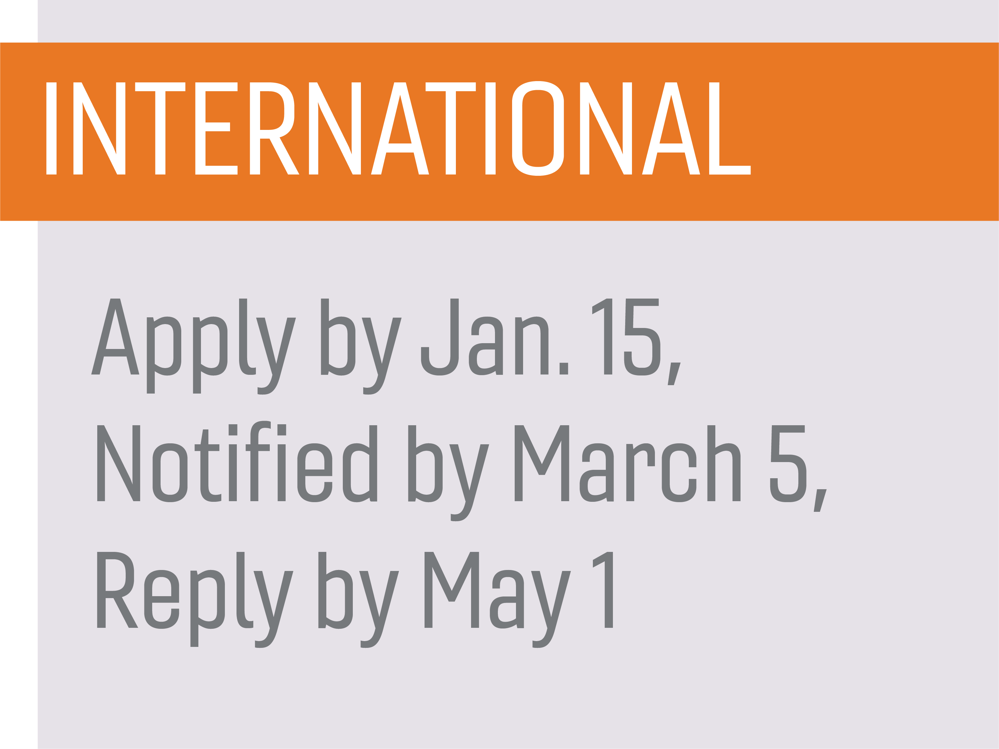 INTERNATIONAL
Apply by Jan. 15,
Notified by March 5,
Reply by May 1